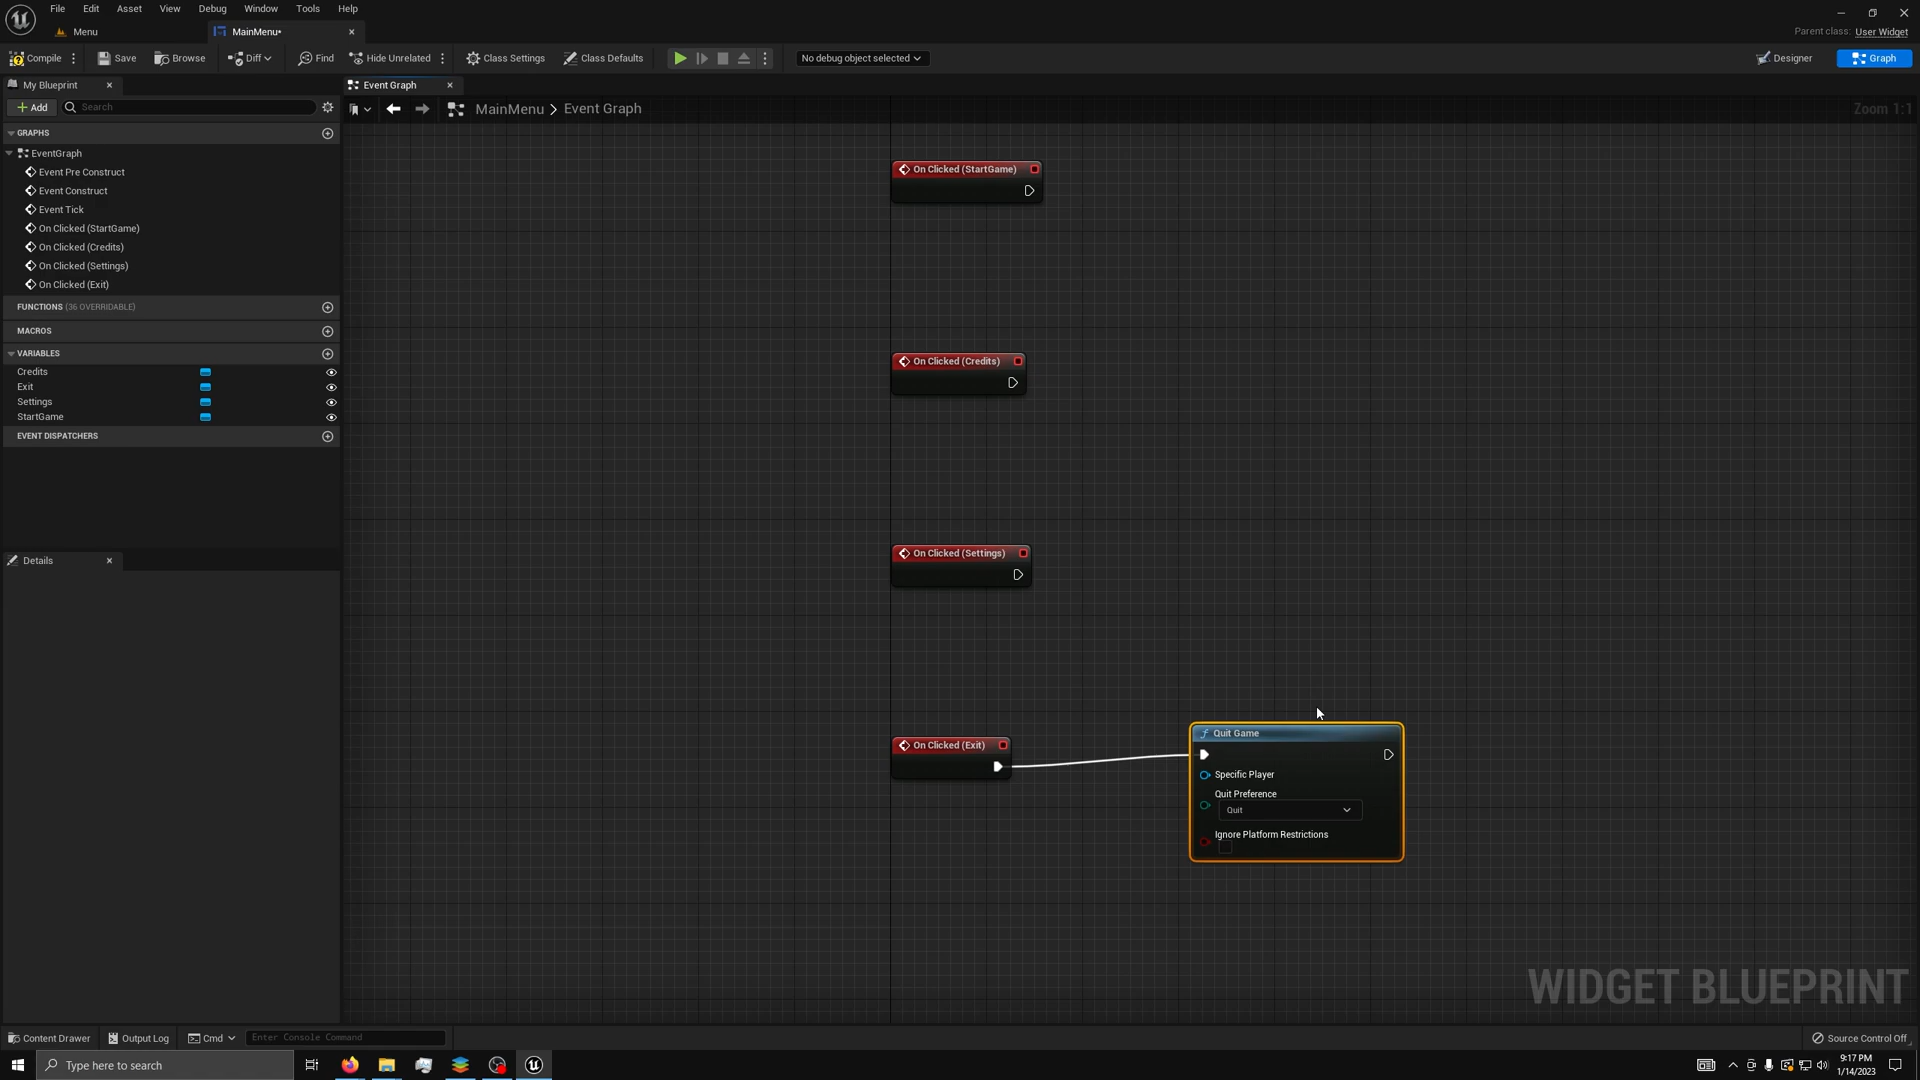 File Edit Asset View Debug Window Tools Help
Menu
MainMenu•
Parent class: User Widget
Compile Save Browse Diff Find Hide Unrelated Class Settings Class Defaults No debug object selected Designer Graph
My Blueprint
Event Graph
+ Add Search
MainMenu > Event Graph
Zoom 1:1
GRAPHS
EventGraph
Event Pre Construct
Event Construct
Event Tick
On Clicked (StartGame)
On Clicked (Credits)
On Clicked (Settings)
On Clicked (Exit)
FUNCTIONS (36 OVERRIDABLE)
MACROS
VARIABLES
Credits
Exit
Settings
StartGame
EVENT DISPATCHERS
Details
On Clicked (StartGame)
On Clicked (Credits)
On Clicked (Settings)
On Clicked (Exit)
f Quit Game
Specific Player
Quit Preference
Quit
Ignore Platform Restrictions
WIDGET BLUEPRINT
Content Drawer Output Log Cmd Enter Console Command Source Control Off
Type here to search
9:17 PM
1/14/2023